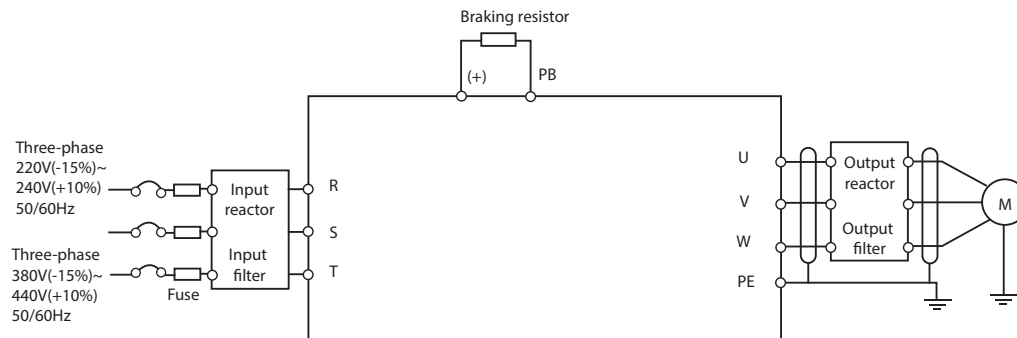 Braking resistor
(+)
PB
Three-phase
220V(-15%)~
240V(+10%)
50/60Hz
Three-phase
380V(-15%)~
440V(+10%)
50/60Hz
Fuse
Input
reactor
Input
filter
R
S
T
U
V
W
PE
Output
reactor
Output
filter
M